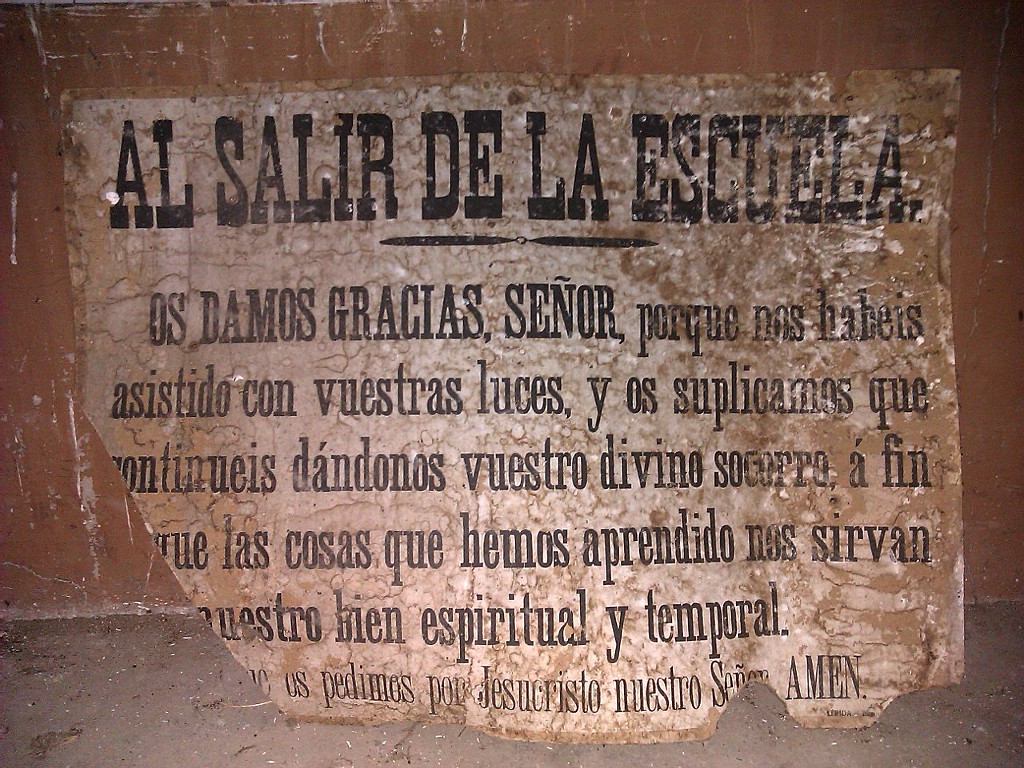 AL SALIR DE LA ESCUELA.
OS DAMOS GRACIAS, SEÑOR, porque nos habeis
asistido con vuestras luces, y os suplicamos que
continueis dándonos vuestro divino socorro, á fin
que las cosas que hemos aprendido nos sirvan
nuestro bien espiritual y temporal.
os pedimos por Jesucristo nuestro Señor AMEN.